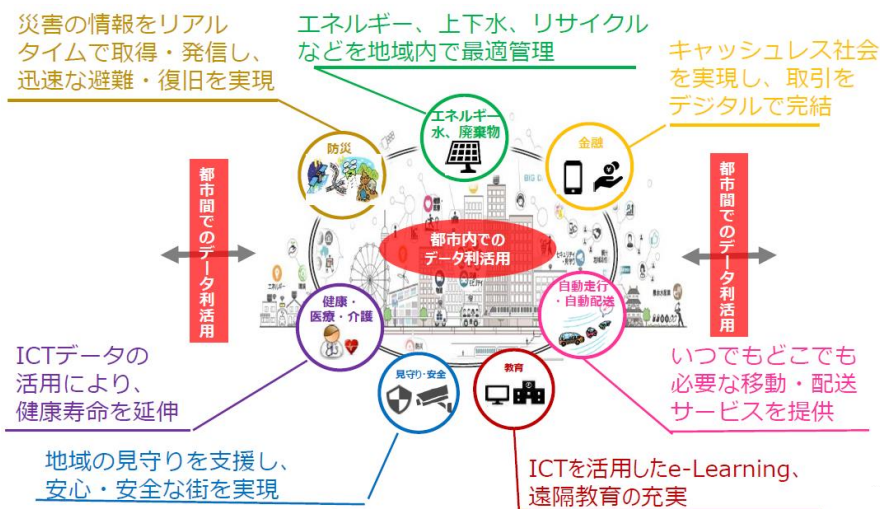 災害の情報をリアル
タイムで取得・発信し、
迅速な避難・復旧を実現
エネルギー、上下水、リサイクル
などを地域内で最適管理
キャッシュレス社会
を実現し、取引を
デジタルで完結
エネルギー
水、廃棄物
防災
金融
BIG D
都市間でのデータ利活用
都市内での
データ利活用
都市間でのデータ利活用
エネルギー
健康・
医療・介護
自動走行
・自動配送
見守り・安全
教育
ICTデータの
活用により、
健康寿命を延伸
いつでもどこでも
必要な移動・配送
サービスを提供
地域の見守りを支援し、
安心・安全な街を実現
ICTを活用したe-Learning、
遠隔教育の充実